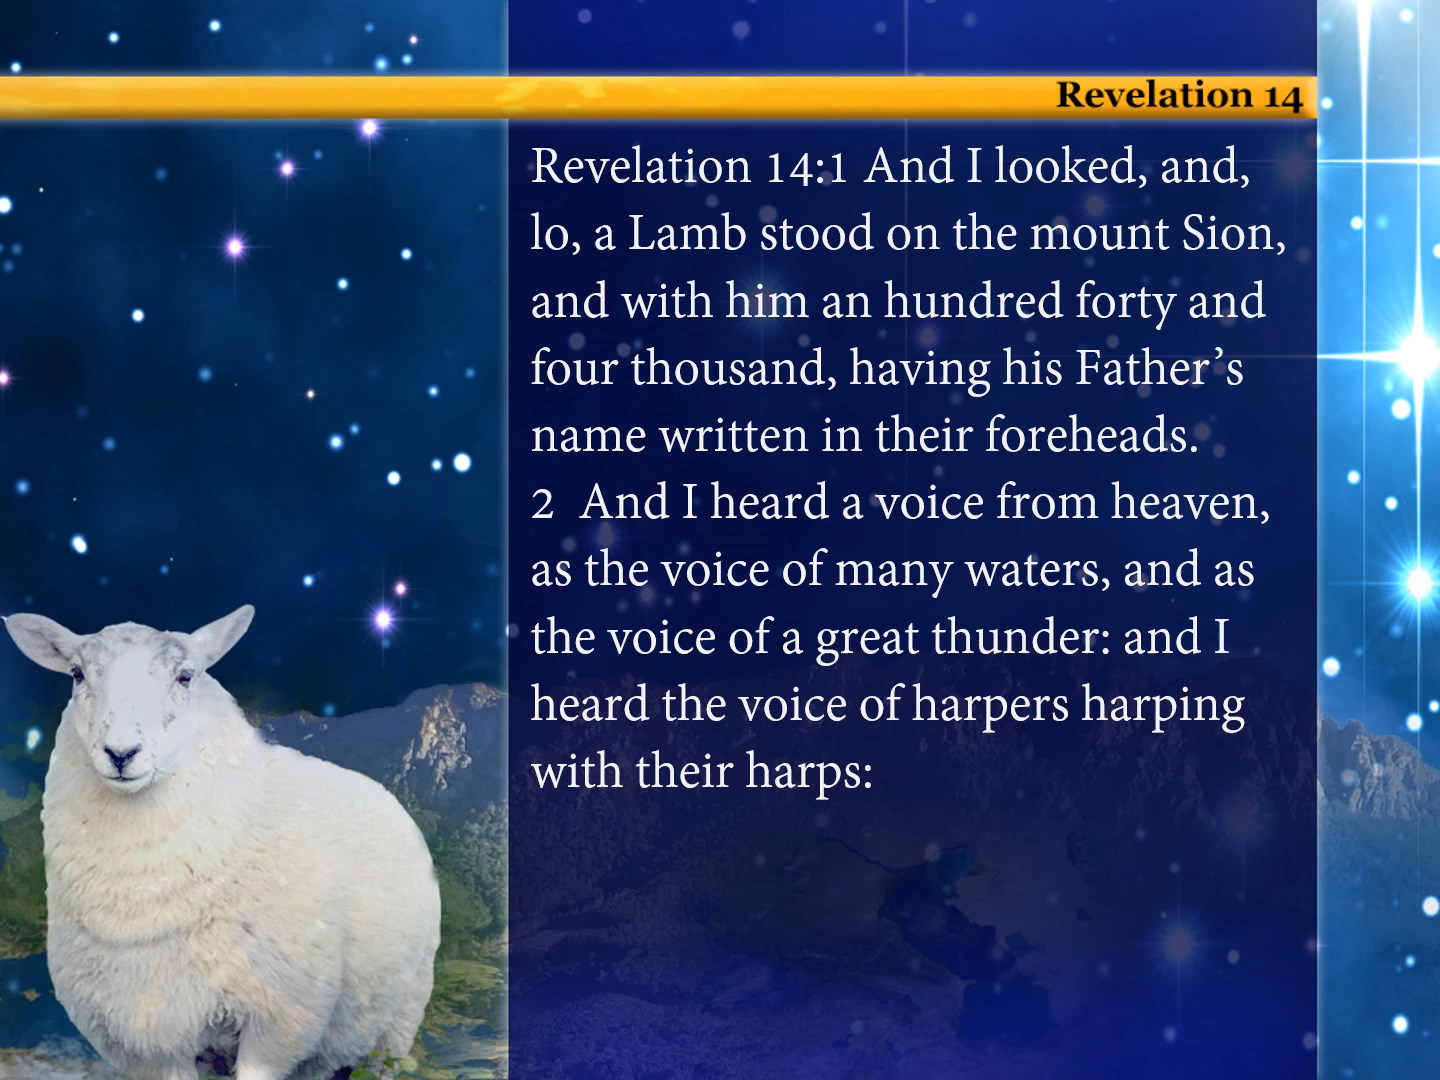 Revelation 14
Revelation 14:1 And I looked, and,
lo, a Lamb stood on the mount Sion,
and with him an hundred forty and
four thousand, having his Father’s
name written in their foreheads.
2  And I heard a voice from heaven,
as the voice of many waters, and as
the voice of a great thunder: and I
heard the voice of harpers harping
with their harps: